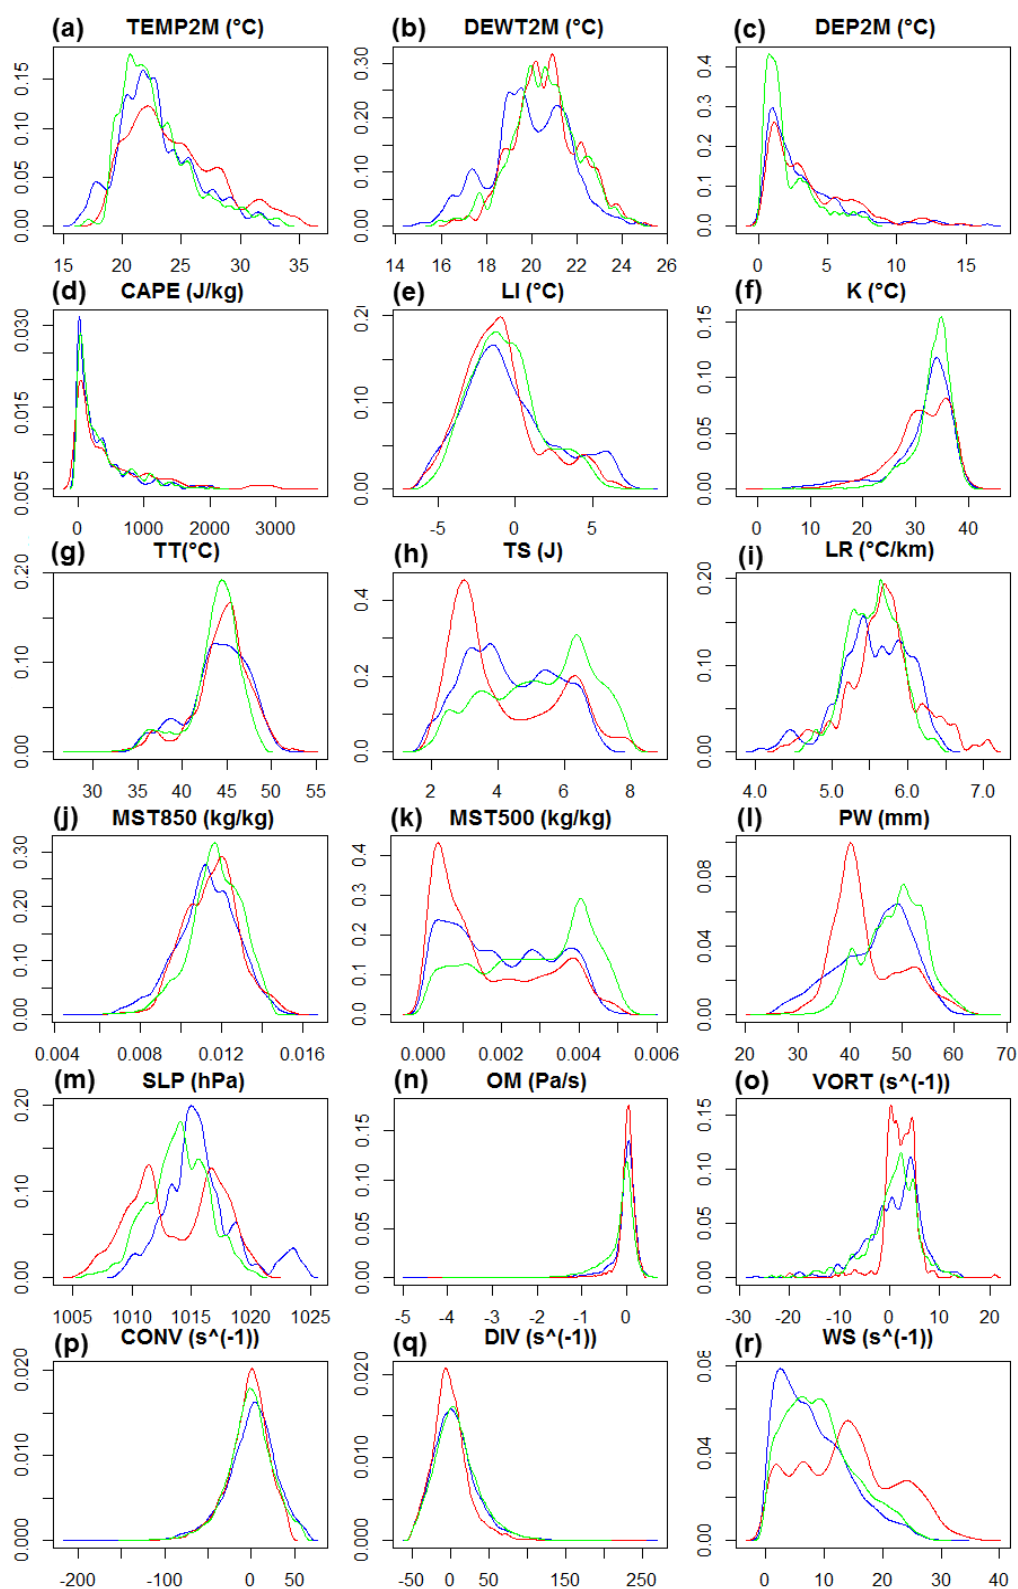 (a) TEMP2M (°C)
(b) DEWT2M (°C)
(c) DEP2M (°C)
0.00 0.05 0.10 0.15
15 20 25 30 35
0.00 0.10 0.20 0.30
14 16 18 20 22 24 26
0.0 0.1 0.2 0.3 0.4
0 5 10 15
(d) CAPE (J/kg)
(e) LI (°C)
(f) K (°C)
0.005 0.015 0.030
0 1000 2000 3000
0.00 0.10 0.20
-5 0 5
0.00 0.05 0.10 0.15
0 10 20 30 40
(g) TT(°C)
(h) TS (J)
(i) LR (°C/km)
0.00 0.10 0.20
30 35 40 45 50 55
0.0 0.2 0.4
2 4 6 8
0.00 0.10 0.20
4.0 5.0 6.0 7.0
(j) MST850 (kg/kg)
(k) MST500 (kg/kg)
(l) PW (mm)
0.00 0.10 0.20 0.30
0.004 0.008 0.012 0.016
0.0 0.1 0.2 0.3 0.4
0.000 0.002 0.004 0.006
0.00 0.04 0.08
20 30 40 50 60 70
(m) SLP (hPa)
(n) OM (Pa/s)
(o) VORT (s^(-1))
0.00 0.10 0.20
1005 1010 1015 1020 1025
0.00 0.05 0.10 0.15
-5 -4 -3 -2 -1 0
0.00 0.05 0.10 0.15
-30 -20 -10 0 10 20
(p) CONV (s^(-1))
(q) DIV (s^(-1))
(r) WS (s^(-1))
0.000 0.010 0.020
-200 -100 -50 0 50
0.000 0.010 0.020
-50 0 50 150 250
0.00 0.04 0.08
0 10 20 30 40